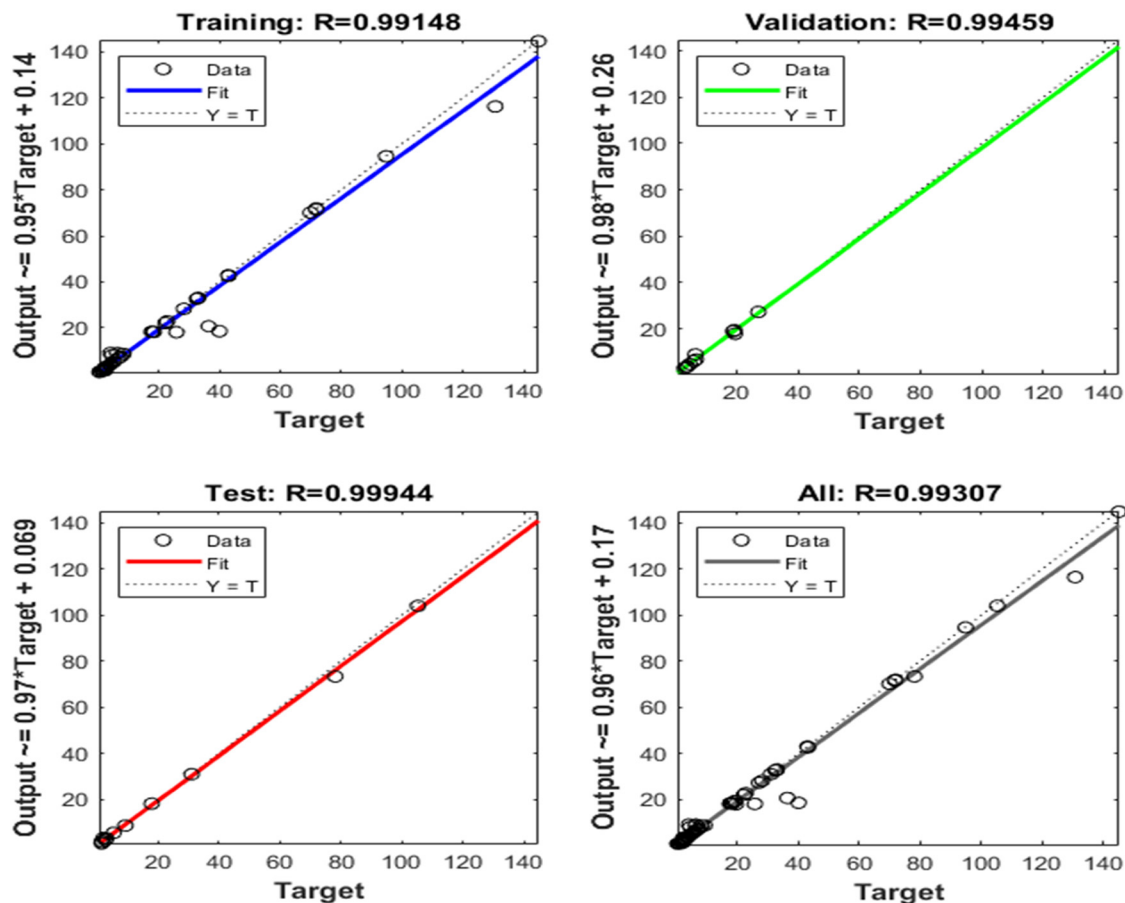 Training: R=0.99148
Output ~= 0.95*Target + 0.14
140
120
100
80
60
40
20
Data
Fit
Y = T
20 40 60 80 100 120 140
Target
Validation: R=0.99459
Output ~= 0.98*Target + 0.26
140
120
100
80
60
40
20
Data
Fit
Y = T
20 40 60 80 100 120 140
Target
Test: R=0.99944
Output ~= 0.97*Target + 0.069
140
120
100
80
60
40
20
Data
Fit
Y = T
20 40 60 80 100 120 140
Target
All: R=0.99307
Output ~= 0.96*Target + 0.17
140
120
100
80
60
40
20
Data
Fit
Y = T
20 40 60 80 100 120 140
Target